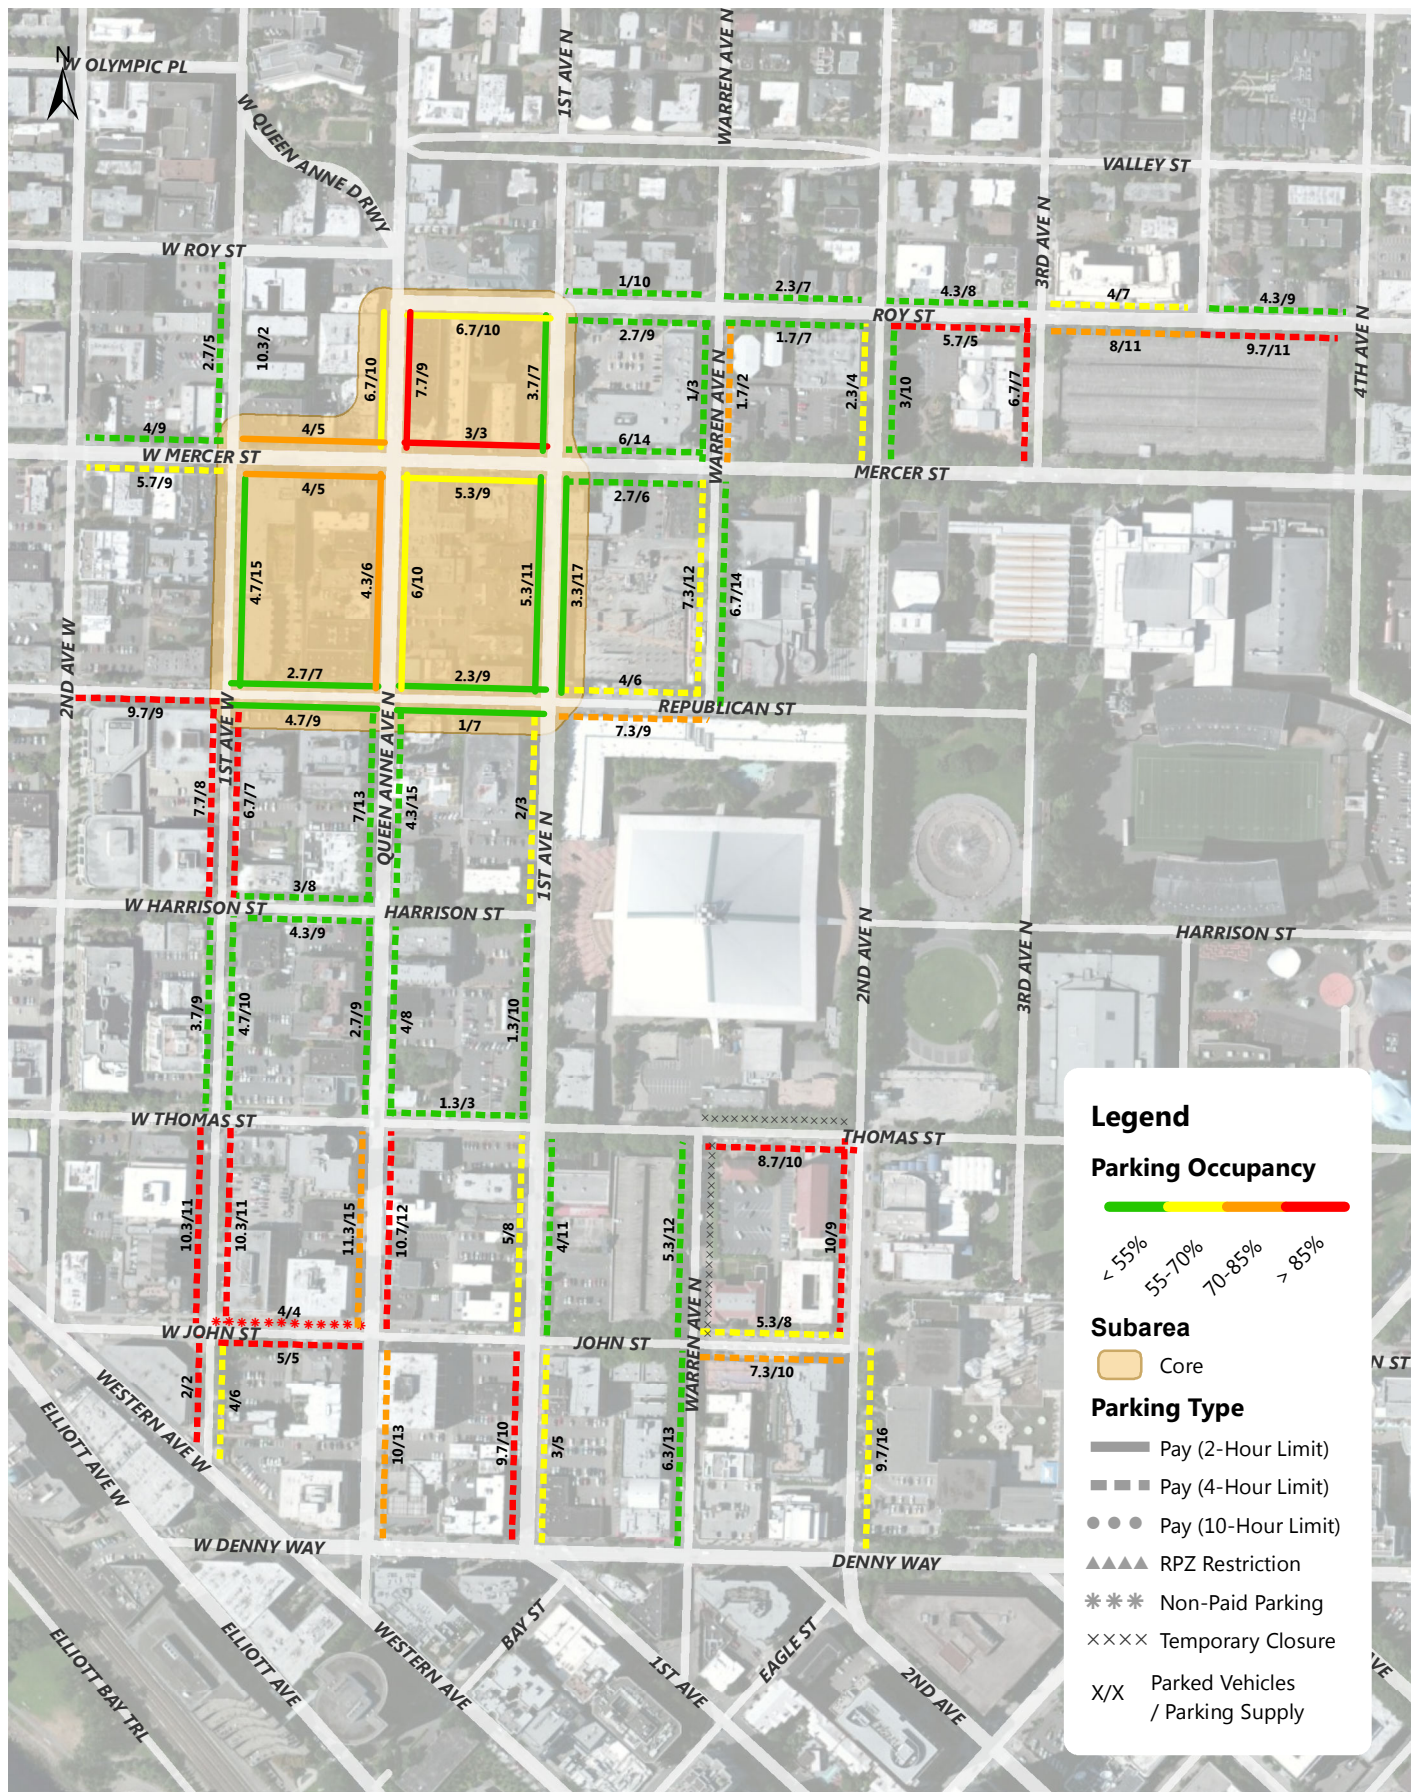 N
W OLYMPIC PL
1ST AVE N
WARREN AVE N
W QUEEN ANNE DRWY
VALLEY ST
3RD AVE N
W ROY ST
1/10
2.3/7
4.3/8
4/7
4.3/9
ROY ST
6.7/10
2.7/9
1.7/7
5.7/5
8/11
9.7/11
2.7/5
10.3/2
6.7/10
7.7/9
3.7/7
1/3
WARREN AVE N
1.7/2
2.3/4
3/10
6.7/7
4TH AVE N
4/9
4/5
3/3
6/14
W MERCER ST
MERCER ST
5.7/9
4/5
5.3/9
2.7/6
4.7/15
4.3/6
6/10
5.3/11
3.3/17
7.3/12
6.7/14
2ND AVE W
2.7/7
2.3/9
4/6
9.7/9
4.7/9
1/7
REPUBLICAN ST
7.3/9
1ST AVE W
QUEEN ANNE AVE N
7.7/8
6.7/7
7/13
4.3/15
2/3
1ST AVE N
3/8
W HARRISON ST
HARRISON ST
HARRISON ST
4.3/9
2ND AVE N
3RD AVE N
3.7/9
4.7/10
2.7/9
4/8
1.3/10
1.3/3
W THOMAS ST
THOMAS ST
8.7/10
10.3/11
10.3/11
11.3/15
10.7/12
5/8
4/11
5.3/12
10/9
WARREN AVE N
4/4
W JOHN ST
JOHN ST
5.3/8
5/5
7.3/10
N ST
2/2
4/6
10/13
9.7/10
3/5
6.3/13
9.7/16
WESTERN AVE W
ELLIOTT AVE W
W DENNY WAY
DENNY WAY
BAY ST
EAGLE ST
ELLIOTT BAY TRL
ELLIOTT AVE
WESTERN AVE
1ST AVE
2ND AVE
AVE
Legend
Parking Occupancy
< 55%
55-70%
70-85%
> 85%
Subarea
Core
Parking Type
Pay (2-Hour Limit)
Pay (4-Hour Limit)
Pay (10-Hour Limit)
RPZ Restriction
Non-Paid Parking
Temporary Closure
X/X Parked Vehicles
/ Parking Supply